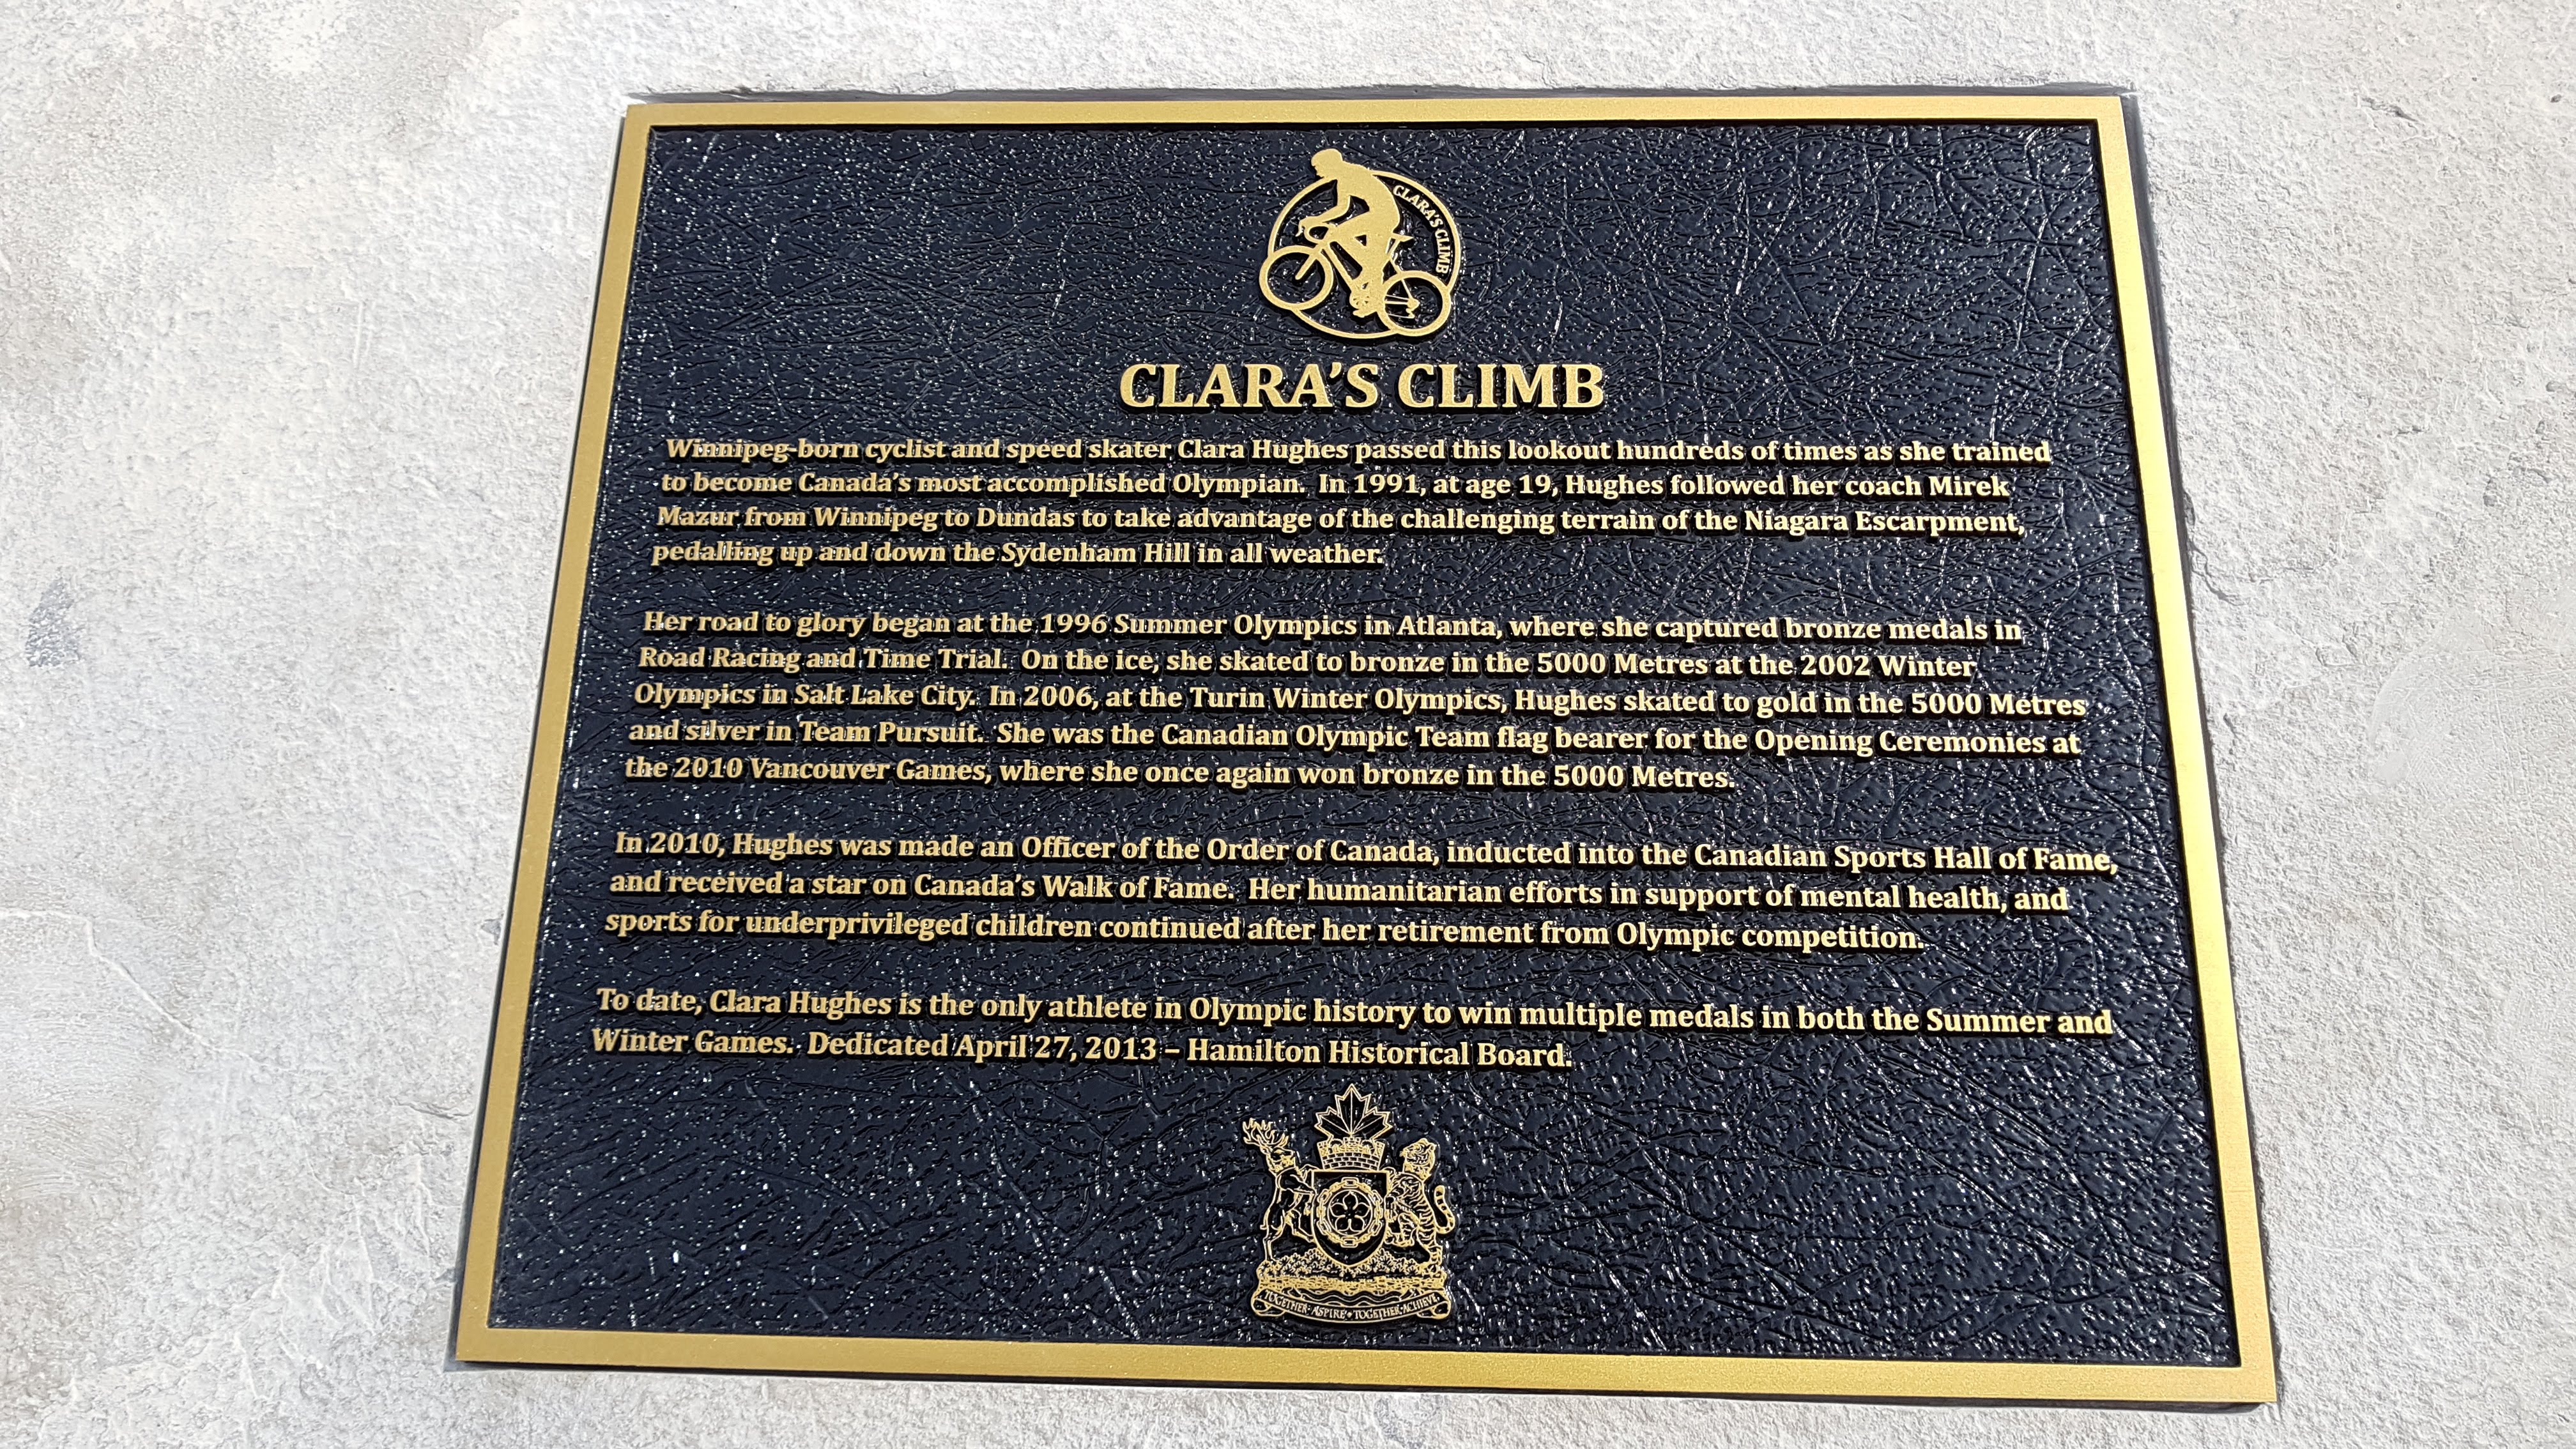 CLARA'S CLIMB
CLARA'S CLIMB
Winnipeg-born cyclist and speed skater Clara Hughes passed this lookout hundreds of times as she trained
to become Canada's most accomplished Olympian. In 1991, at age 19, Hughes followed her coach Mirek
Mazur from Winnipeg to Dundas to take advantage of the challenging terrain of the Niagara Escarpment,
pedalling up and down the Sydenham Hill in all weather.
Her road to glory began at the 1996 Summer Olympics in Atlanta, where she captured bronze medals in
Road Racing and Time Trial. On the ice, she skated to bronze in the 5000 Metres at the 2002 Winter
Olympics in Salt Lake City. In 2006, at the Turin Winter Olympics, Hughes skated to gold in the 5000 Metres
and silver in Team Pursuit. She was the Canadian Olympic Team flag bearer for the Opening Ceremonies at
the 2010 Vancouver Games, where she once again won bronze in the 5000 Metres.
In 2010, Hughes was made an Officer of the Order of Canada, inducted into the Canadian Sports Hall of Fame,
and received a star on Canada's Walk of Fame. Her humanitarian efforts in support of mental health, and
sports for underprivileged children continued after her retirement from Olympic competition.
To date, Clara Hughes is the only athlete in Olympic history to win multiple medals in both the Summer and
Winter Games. Dedicated April 27, 2013 – Hamilton Historical Board.
TOGETHER · ASPIRE • TOGETHER · ACHIEVE